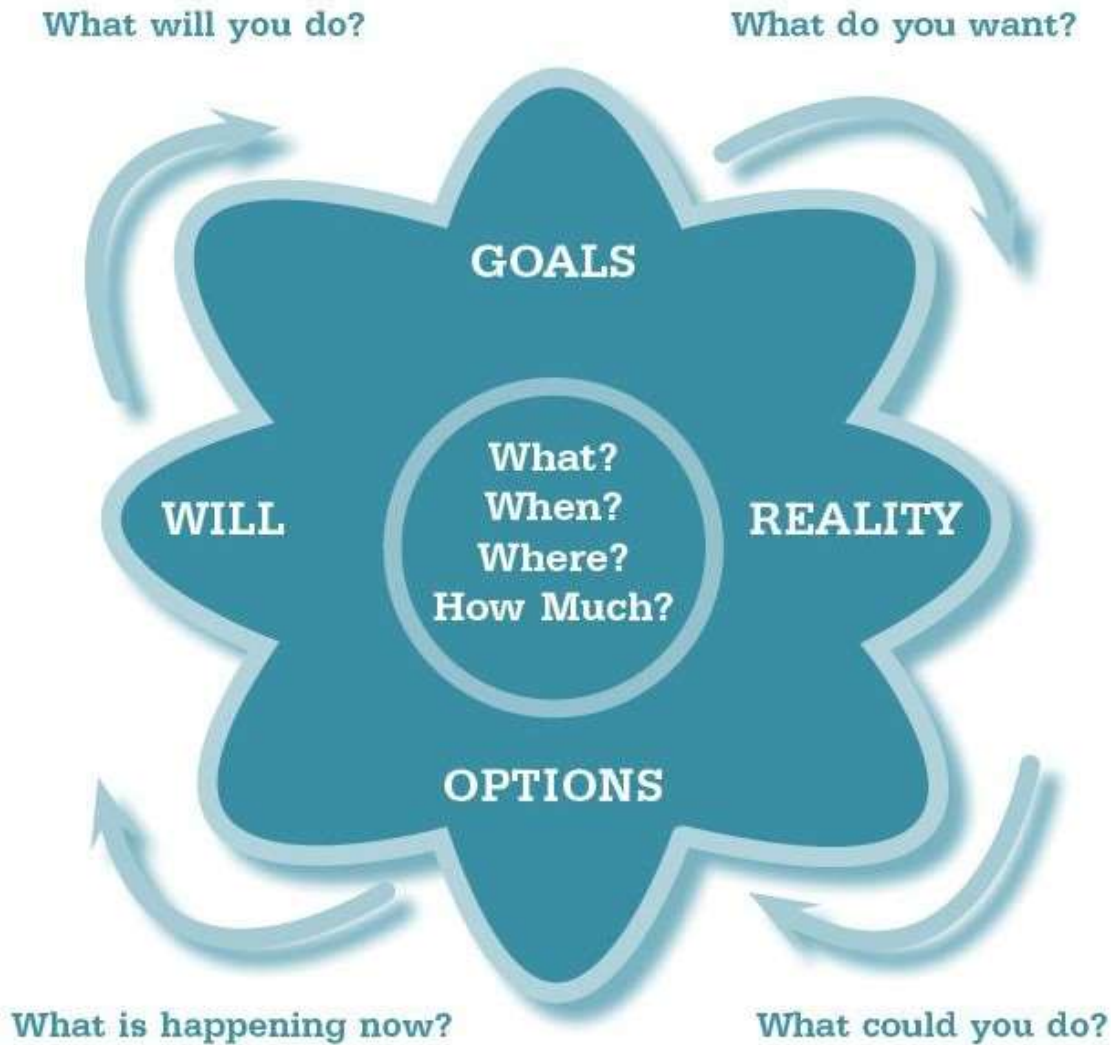 What will you do?
What do you want?
GOALS
What?
When?
Where?
How Much?
WILL
REALITY
OPTIONS
What is happening now?
What could you do?